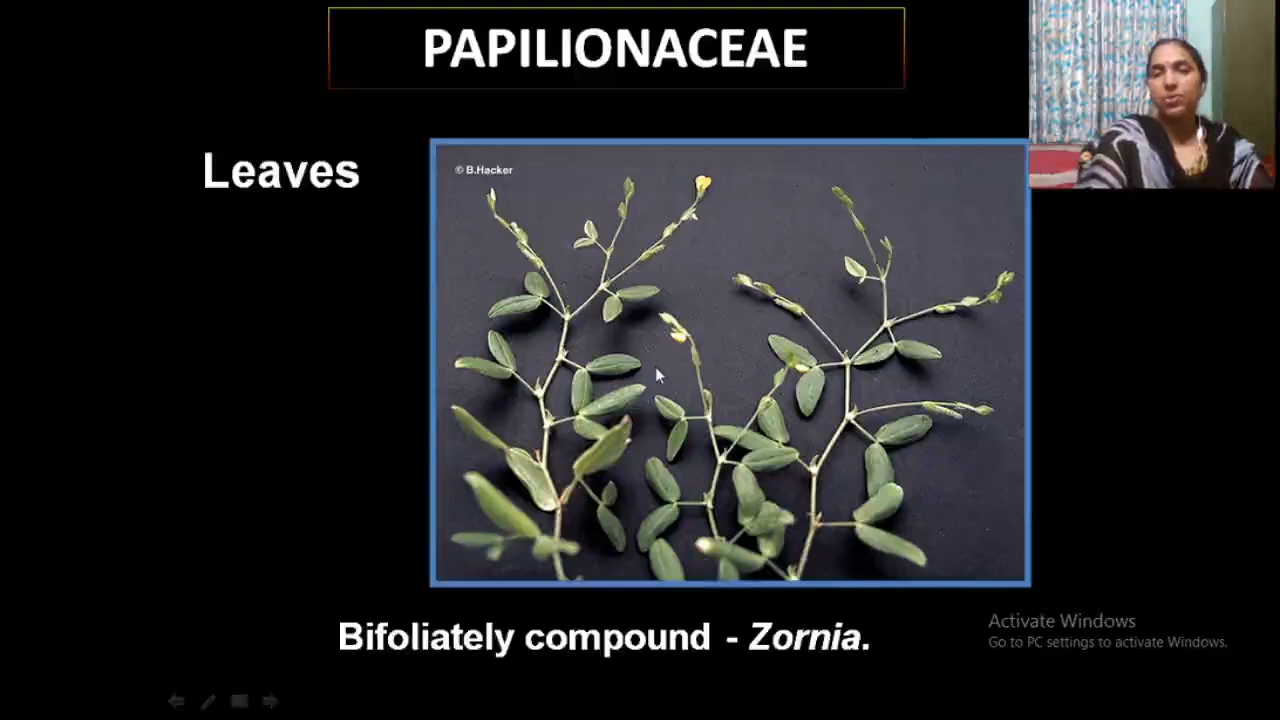 PAPILIONACEAE
Leaves
© B.Hacker
Bifoliately compound - Zornia.
Activate Windows
Go to PC settings to activate Windows.